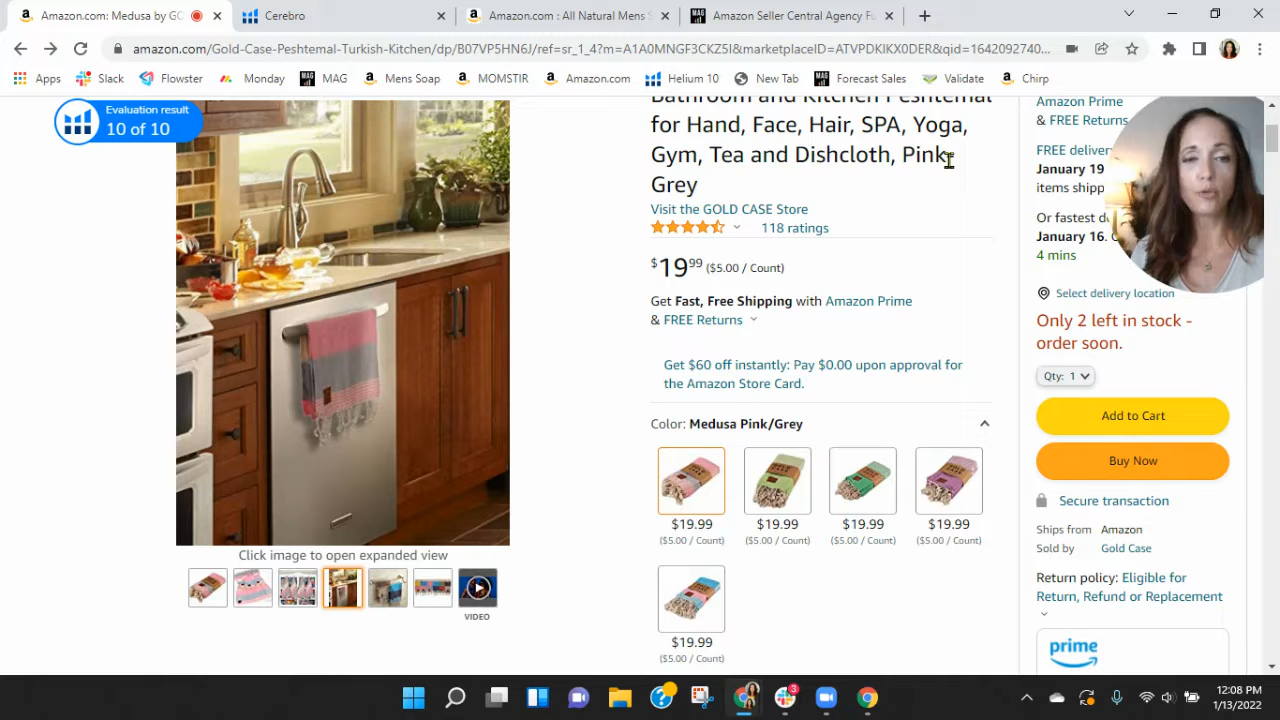 Amazon.com: Medusa by GO
Cerebro
Amazon.com : All Natural Mens S
Amazon Seller Central Agency Fu
amazon.com/Gold-Case-Peshtemal-Turkish-Kitchen/dp/B07VP5HN6J/ref=sr_1_4?m=A1A0MNGF3CKZ5I&marketplaceID=ATVPDKIKX0DER&qid=1642092740...
Apps
Slack
Flowster
Monday
MAG
Mens Soap
MOMSTIR
Amazon.com
Helium 10
New Tab
Forecast Sales
Validate
Chirp
Evaluation result
10 of 10
Bathroom and Kitchen Peshtemal
for Hand, Face, Hair, SPA, Yoga,
Gym, Tea and Dishcloth, Pink
Grey
Visit the GOLD CASE Store
118 ratings
$19.99 ($5.00 / Count)
Get Fast, Free Shipping with Amazon Prime
& FREE Returns
Get $60 off instantly: Pay $0.00 upon approval for
the Amazon Store Card.
Color: Medusa Pink/Grey
$19.99 $19.99 $19.99 $19.99
($5.00 / Count) ($5.00 / Count) ($5.00 / Count) ($5.00 / Count)
$19.99
($5.00 / Count)
Click image to open expanded view
VIDEO
Amazon Prime
& FREE Returns
FREE
January 19
items
Or fastest
January 16.
4 mins
Select delivery location
Only 2 left in stock -
order soon.
Qty: 1
Add to Cart
Buy Now
Secure transaction
Ships from Amazon
Sold by Gold Case
Return policy: Eligible for
Return, Refund or Replacement
prime
3
12:08 PM
1/13/2022